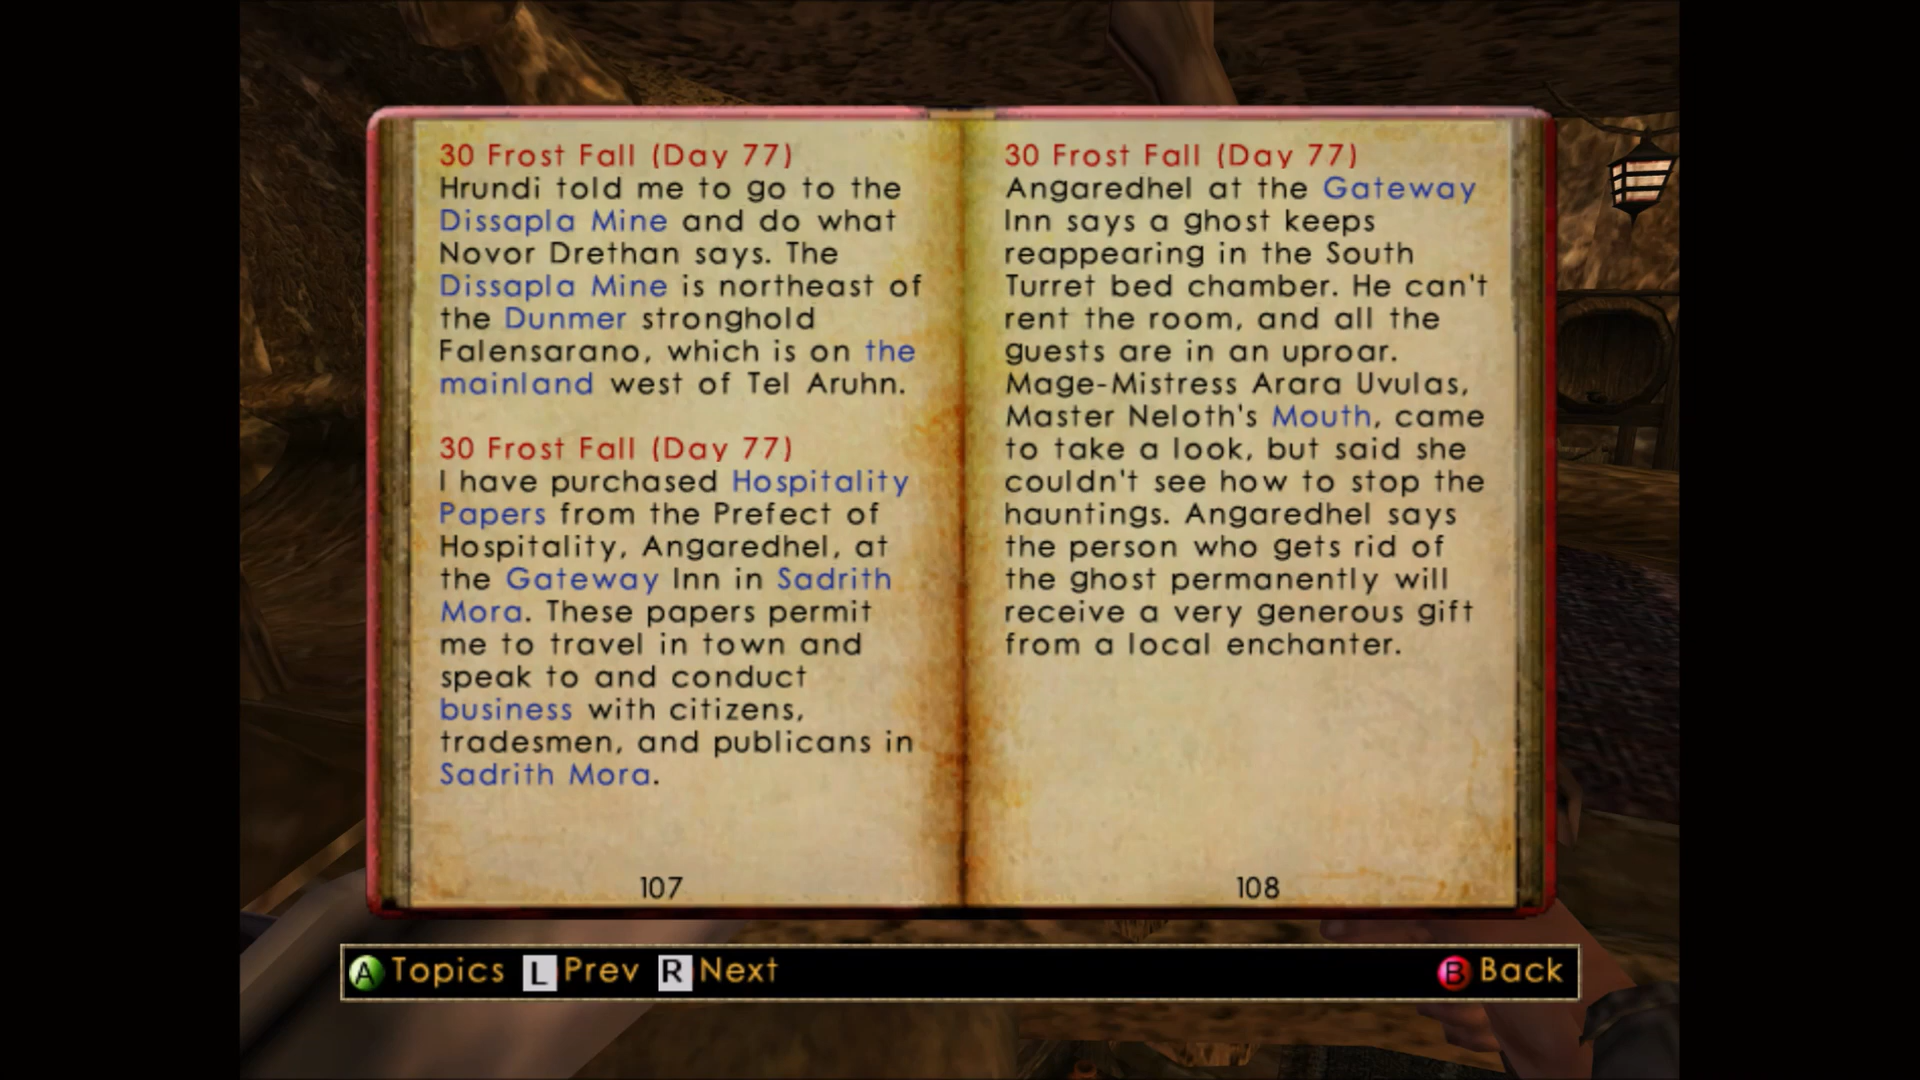 30 Frost Fall (Day 77)
Hrundi told me to go to the
Dissapla Mine and do what
Novor Drethan says. The
Dissapla Mine is northeast of
the Dunmer stronghold
Falensarano, which is on the
mainland west of Tel Aruhn.
30 Frost Fall (Day 77)
I have purchased Hospitality
Papers from the Prefect of
Hospitality, Angaredhel, at
the Gateway Inn in Sadrith
Mora. These papers permit
me to travel in town and
speak to and conduct
business with citizens,
tradesmen, and publicans in
Sadrith Mora.
107
30 Frost Fall (Day 77)
Angaredhel at the Gateway
Inn says a ghost keeps
reappearing in the South
Turret bed chamber. He can't
rent the room, and all the
guests are in an uproar.
Mage-Mistress Arara Uvulas,
Master Neloth's Mouth, came
to take a look, but said she
couldn't see how to stop the
hauntings. Angaredhel says
the person who gets rid of
the ghost permanently will
receive a very generous gift
from a local enchanter.
108
A Topics L Prev R Next B Back